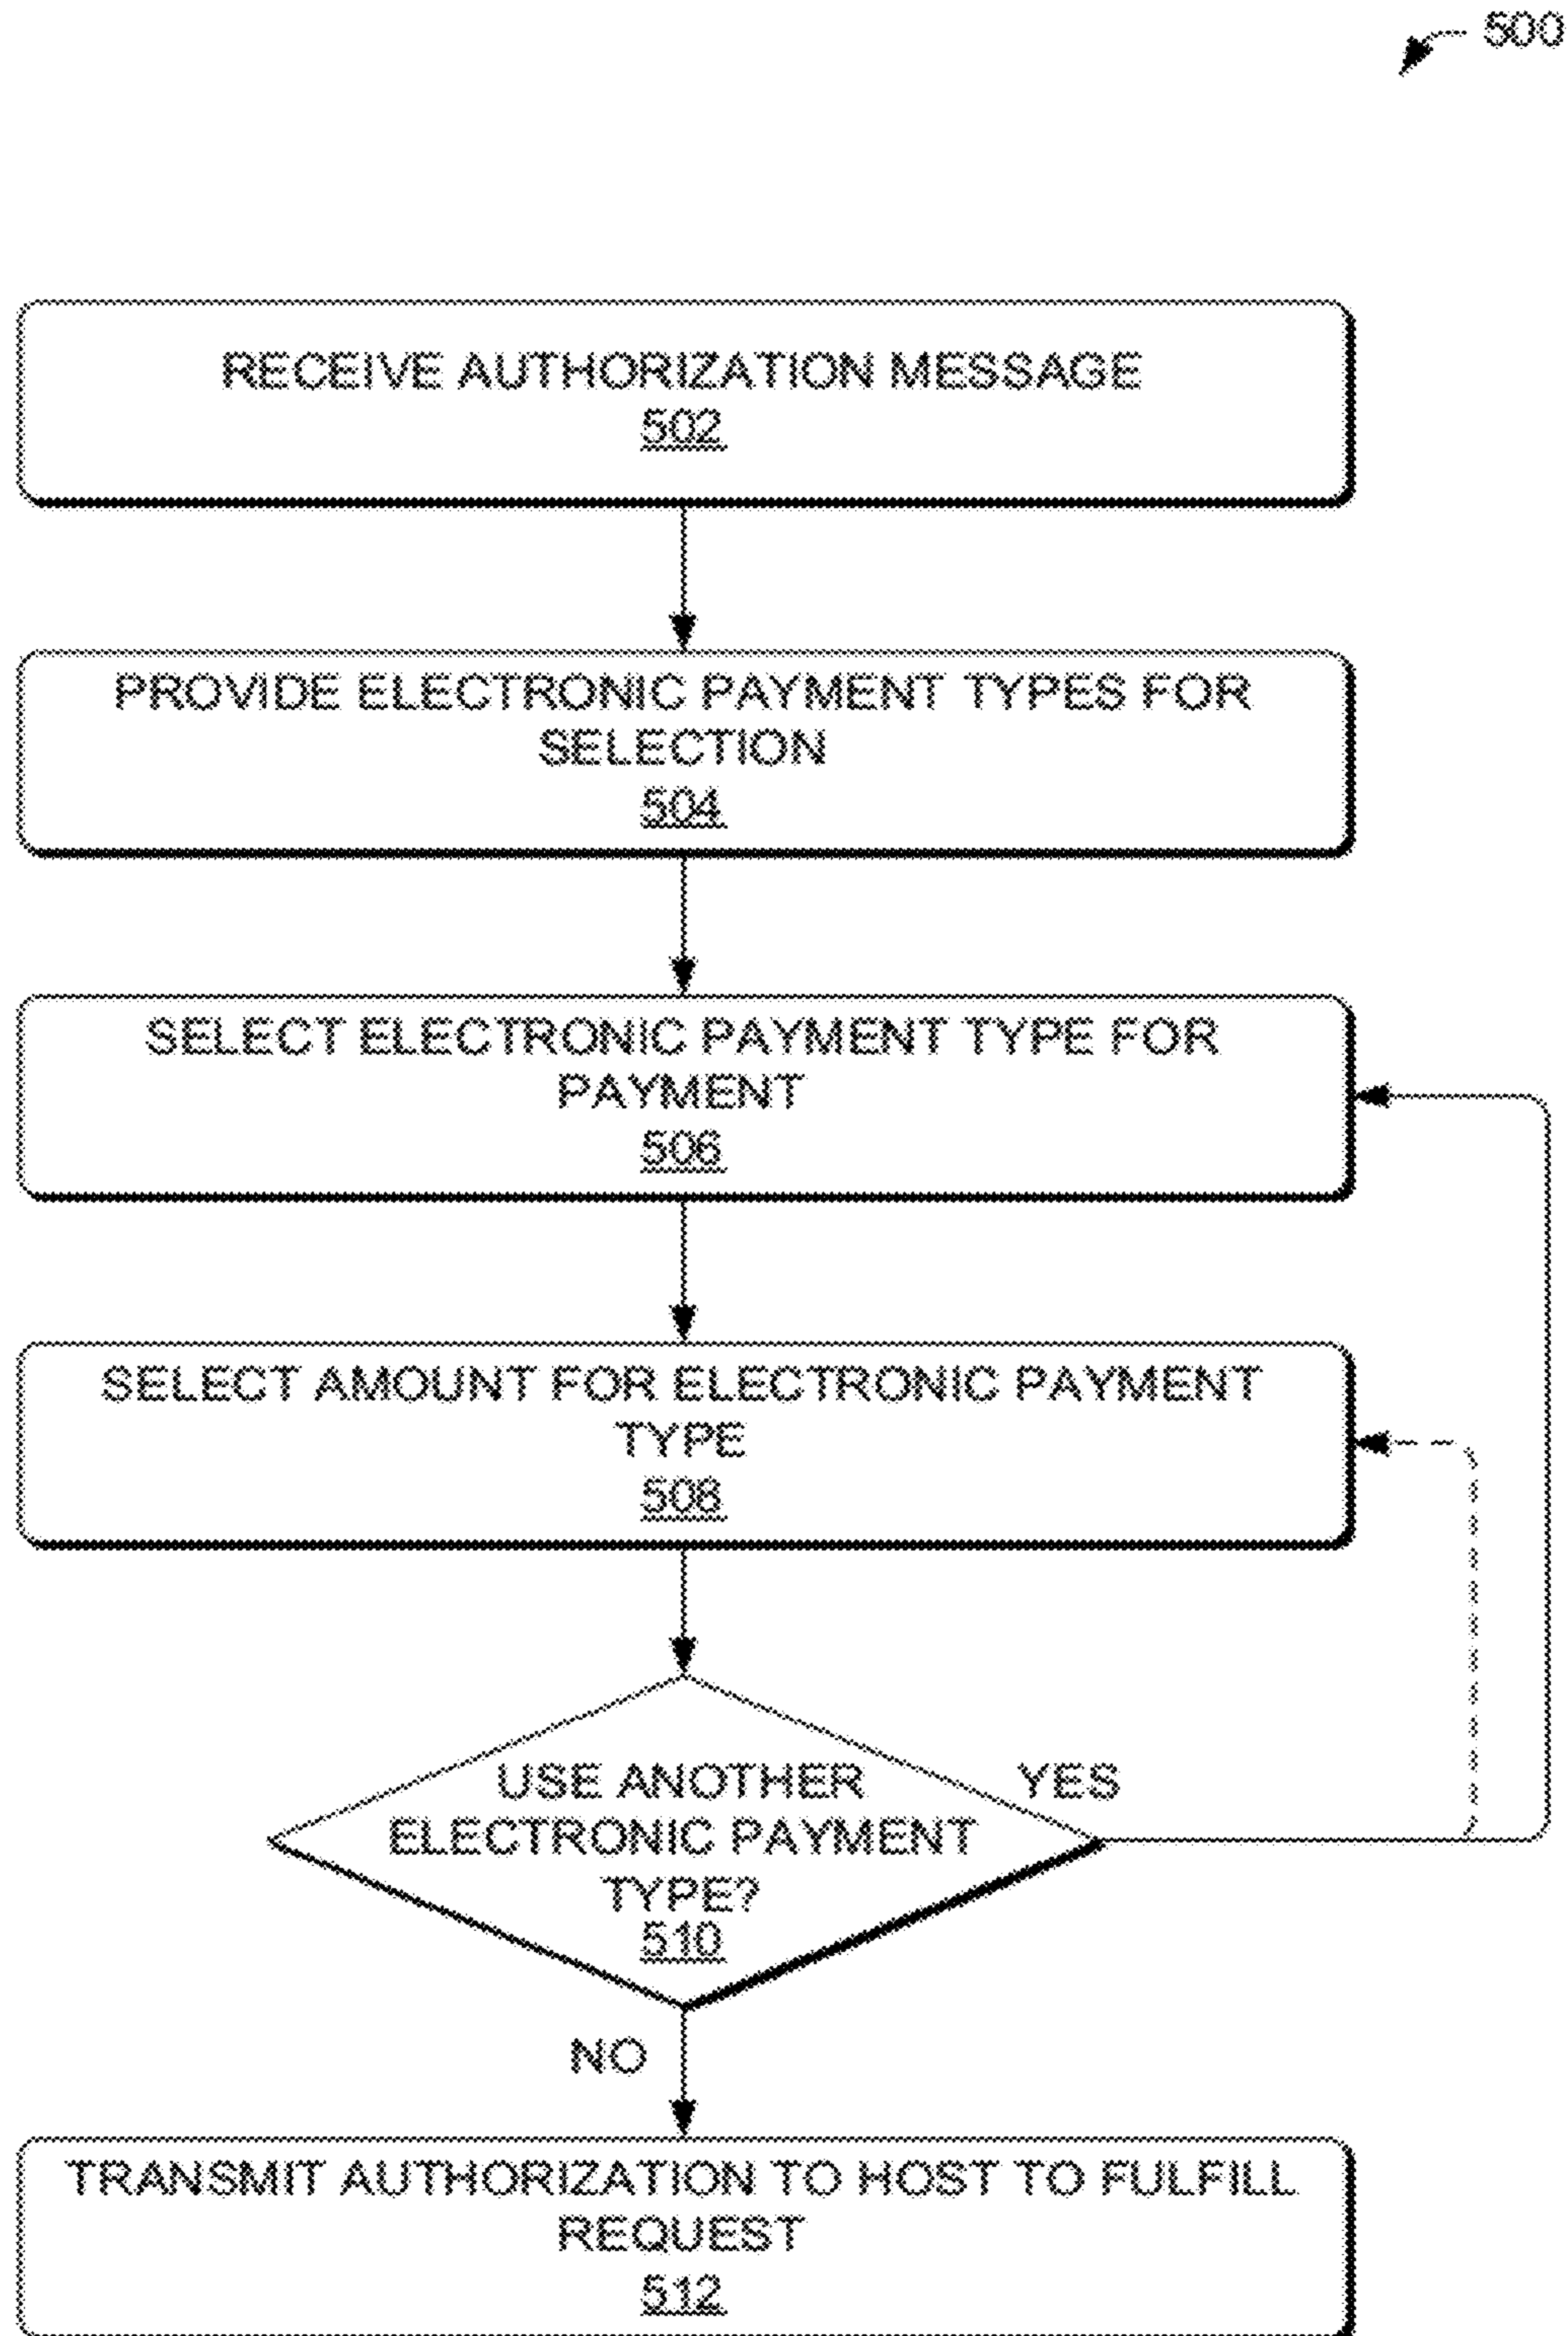 500
RECEIVE AUTHORIZATION MESSAGE
502
PROVIDE ELECTRONIC PAYMENT TYPES FOR
SELECTION
504
SELECT ELECTRONIC PAYMENT TYPE FOR
PAYMENT
506
SELECT AMOUNT FOR ELECTRONIC PAYMENT
TYPE
508
USE ANOTHER
YES
ELECTRONIC PAYMENT
TYPE?
510
NO
TRANSMIT AUTHORIZATION TO HOST TO FULFILL
REQUEST
512